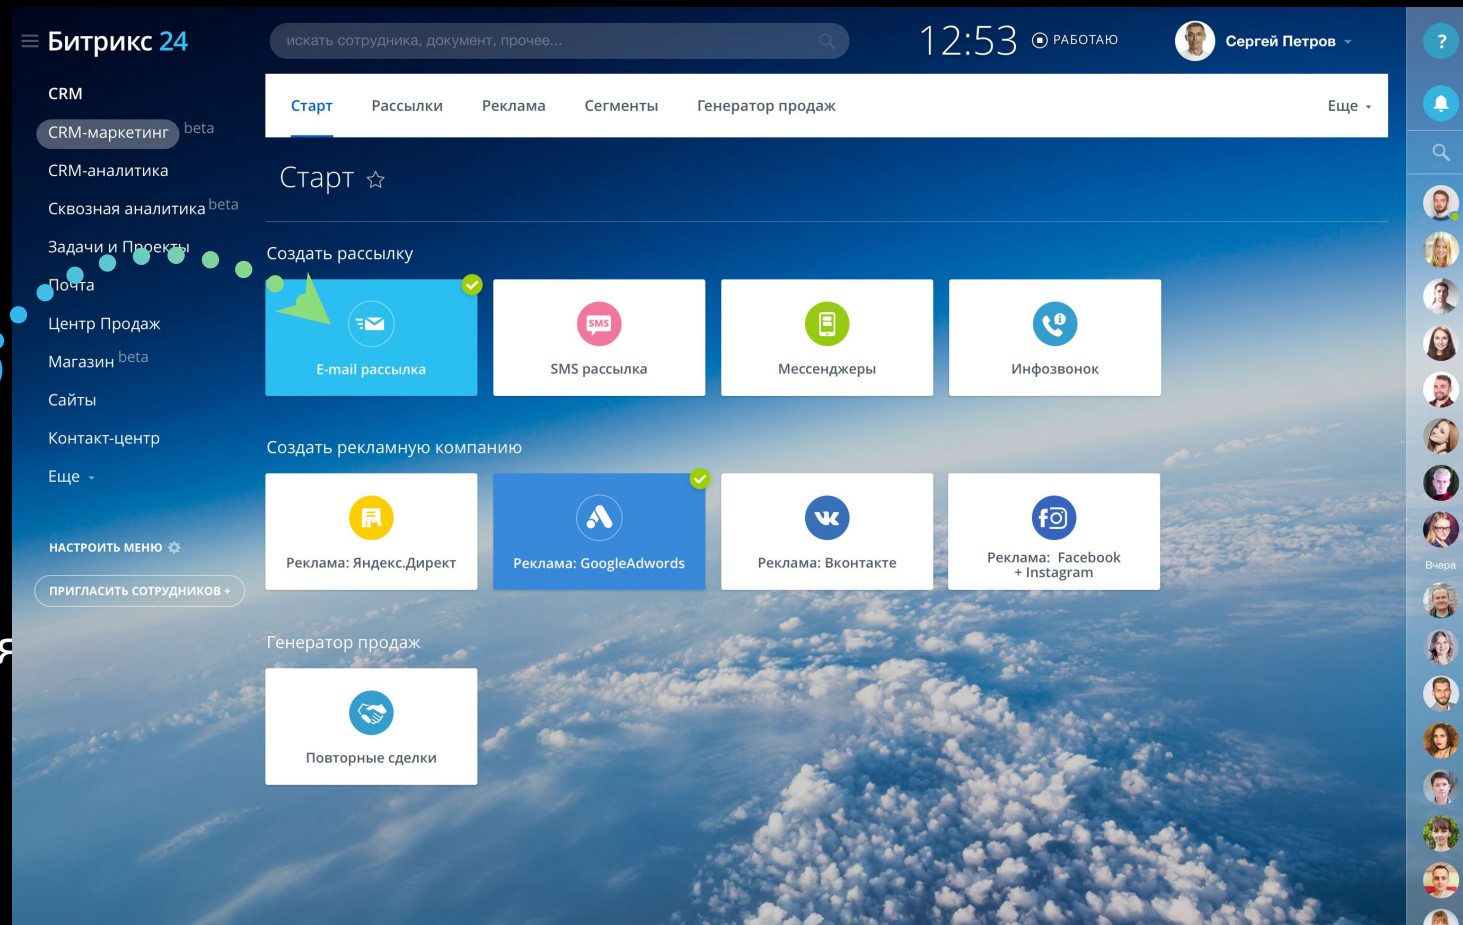 Битрикс 24
искать сотрудника, документ, прочее...
12:53 РАБОТАЮ
Сергей Петров
?
CRM
CRM-маркетинг beta
CRM-аналитика
Сквозная аналитика beta
Задачи и Проекты
Почта
Центр Продаж
Магазин beta
Сайты
Контакт-центр
Еще
НАСТРОИТЬ МЕНЮ
ПРИГЛАСИТЬ СОТРУДНИКОВ +
я
Старт Рассылки Реклама Сегменты Генератор продаж Еще
Старт
Создать рассылку
E-mail рассылка
SMS
SMS рассылка
Мессенджеры
Инфозвонок
Создать рекламную компанию
Реклама: Яндекс.Директ
Реклама: GoogleAdwords
Реклама: Вконтакте
Реклама: Facebook
+ Instagram
Генератор продаж
Повторные сделки
Вчера